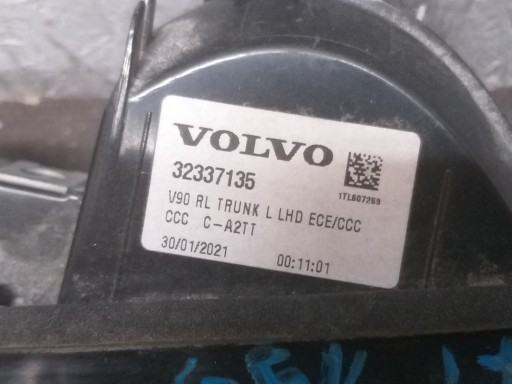 VOLVO
32337135
1TL607269
V90 RL TRUNK L LHD ECE/CCC
CCC C-A2TT
30/01/2021 00:11:01